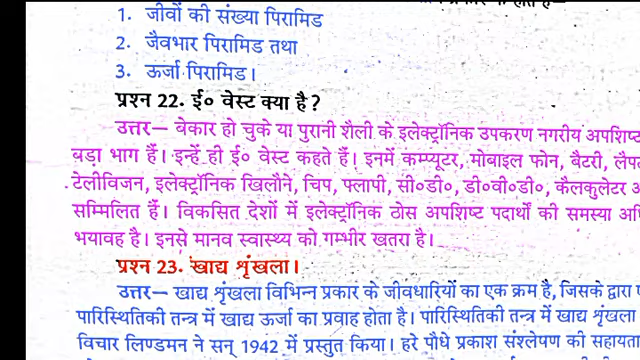 1. जीवों की संख्या पिरामिड
2. जैवभार पिरामिड तथा
3. ऊर्जा पिरामिड।
प्रश्न 22. ई० वेस्ट क्या है?
उत्तर— बेकार हो चुके या पुरानी शैली के इलेक्ट्रॉनिक उपकरण नगरीय अपशिष्ट
बड़ा भाग हैं। इन्हें ही ई० वेस्ट कहते हैं। इनमें कम्प्यूटर, मोबाइल फोन, बैटरी, लैप
टेलीविजन, इलेक्ट्रॉनिक खिलौने, चिप, फ्लापी, सी०डी०, डी०वी०डी०, कैलकुलेटर
सम्मिलित हैं। विकसित देशों में इलेक्ट्रॉनिक ठोस अपशिष्ट पदार्थों की समस्या
भयावह है। इनसे मानव स्वास्थ्य को गम्भीर खतरा है।
प्रश्न 23. खाद्य शृंखला।
उत्तर— खाद्य शृंखला विभिन्न प्रकार के जीवधारियों का एक क्रम है, जिसके द्वारा
पारिस्थितिकी तन्त्र में खाद्य ऊर्जा का प्रवाह होता है। पारिस्थितिकी तन्त्र में खाद्य शृंखला
विचार लिण्डमन ने सन् 1942 में प्रस्तुत किया। हरे पौधे प्रकाश संश्लेषण की सहायत